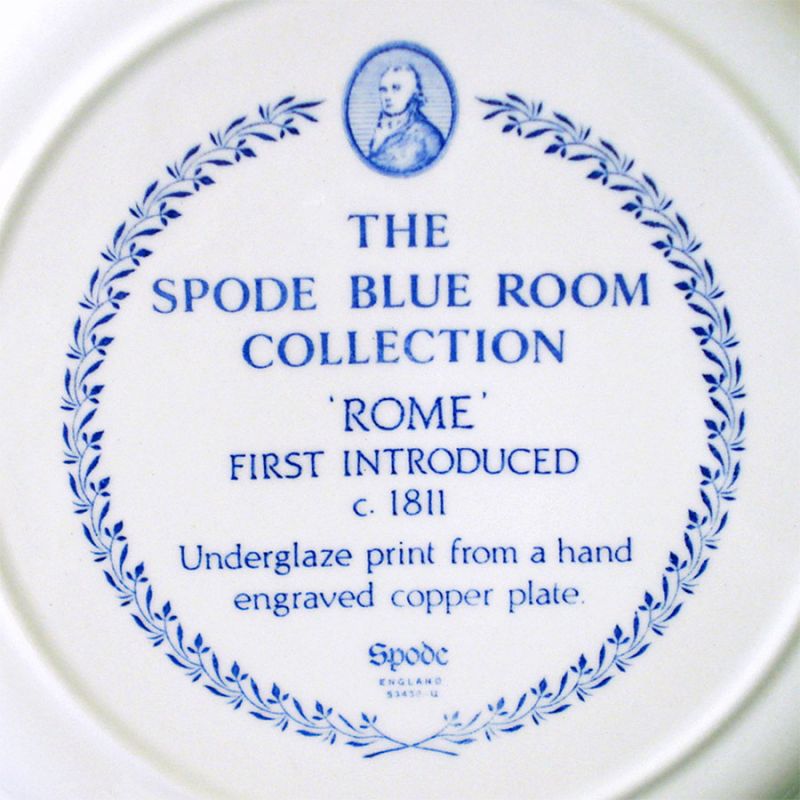 THE
SPODE BLUE ROOM
COLLECTION
'ROME'
FIRST INTRODUCED
c. 1811
Underglaze print from a hand
engraved copper plate.
Spode
ENGLAND